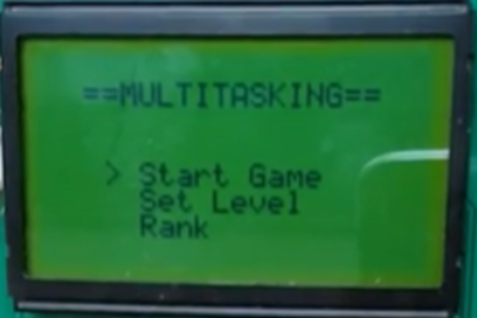 ==MULTITASKING==
> Start Game
Set Level
Rank